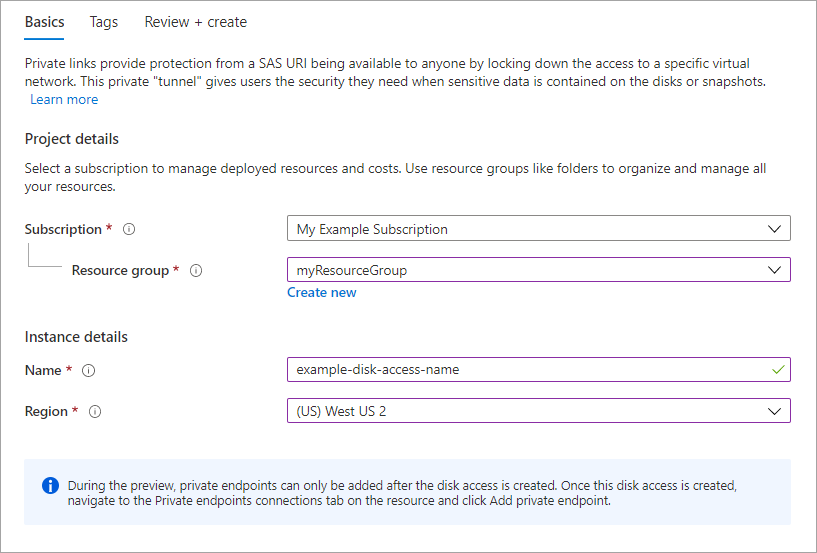 Basics Tags Review + create
Private links provide protection from a SAS URI being available to anyone by locking down the access to a specific virtual
network. This private "tunnel" gives users the security they need when sensitive data is contained on the disks or snapshots.
Learn more
Project details
Select a subscription to manage deployed resources and costs. Use resource groups like folders to organize and manage all
your resources.
Subscription * My Example Subscription
Resource group * myResourceGroup
Create new
Instance details
Name * example-disk-access-name
Region * (US) West US 2
During the preview, private endpoints can only be added after the disk access is created. Once this disk access is created,
navigate to the Private endpoints connections tab on the resource and click Add private endpoint.